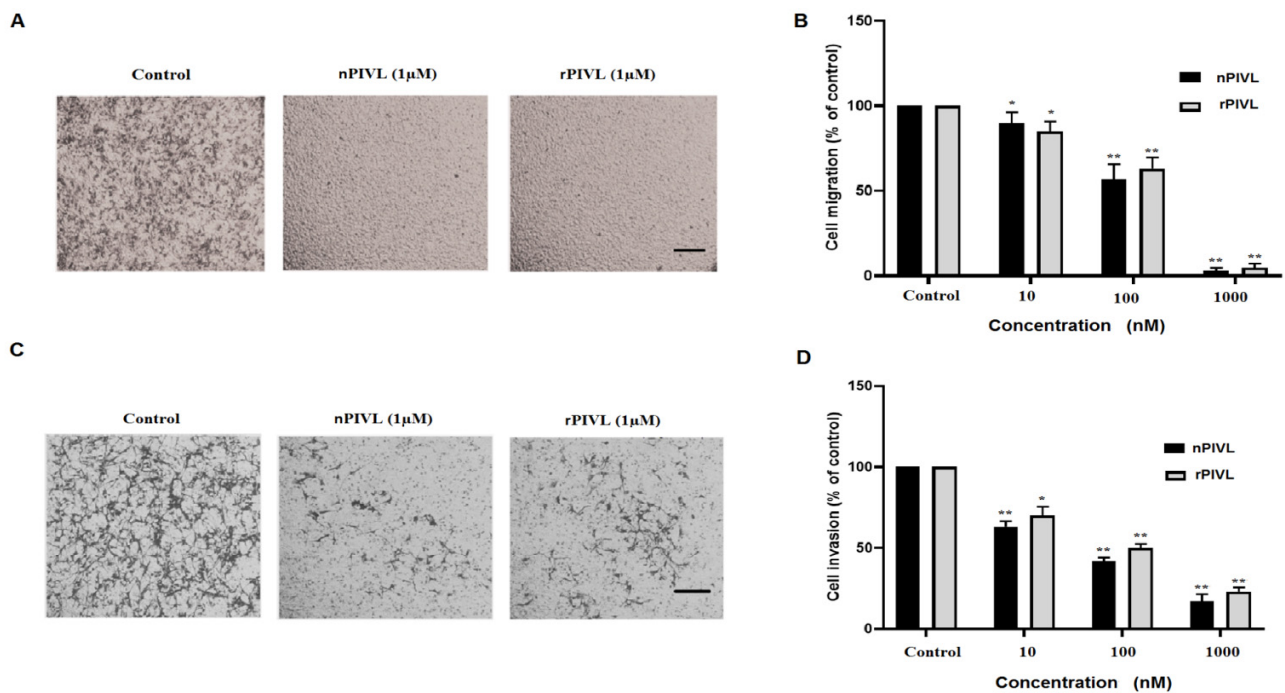 A
Control
nPIVL (1µM)
rPIVL (1µM)
B
Cell migration (% of control)
150
100
50
0
* *
** **
** **
nPIVL
rPIVL
Control 10 100 1000
Concentration (nM)
C
Control
nPIVL (1µM)
rPIVL (1µM)
D
Cell invasion (% of control)
150
100
50
0
** *
** **
** **
nPIVL
rPIVL
Control 10 100 1000
Concentration (nM)